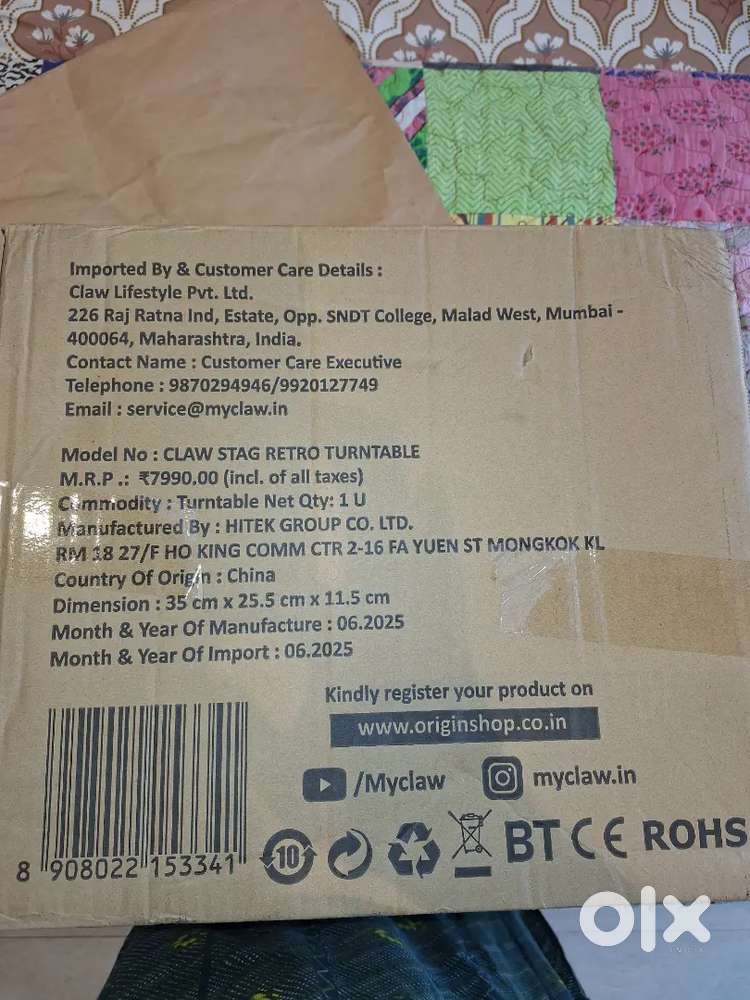 Imported By & Customer Care Details :
Claw Lifestyle Pvt. Ltd.
226 Raj Ratna Ind, Estate, Opp. SNDT College, Malad West, Mumbai -
400064, Maharashtra, India.
Contact Name : Customer Care Executive
Telephone : 9870294946/9920127749
Email : service@myclaw.in
Model No : CLAW STAG RETRO TURNTABLE
M.R.P .: ₹7990.00 (incl. of all taxes)
Commodity : Turntable Net Qty: 1 U
Manufactured By : HITEK GROUP CO. LTD.
RM 18 27/F HO KING COMM CTR 2-16 FA YUEN ST MONGKOK KL
Country Of Origin : China
Dimension : 35 cm x 25.5 cm x 11.5 cm
Month & Year Of Manufacture : 06.2025
Month & Year Of Import : 06.2025
Kindly register your product on
www.originshop.co.in
/Myclaw myclaw.in
8 908022 153341
10 BT CE ROHS
olx
INDIA